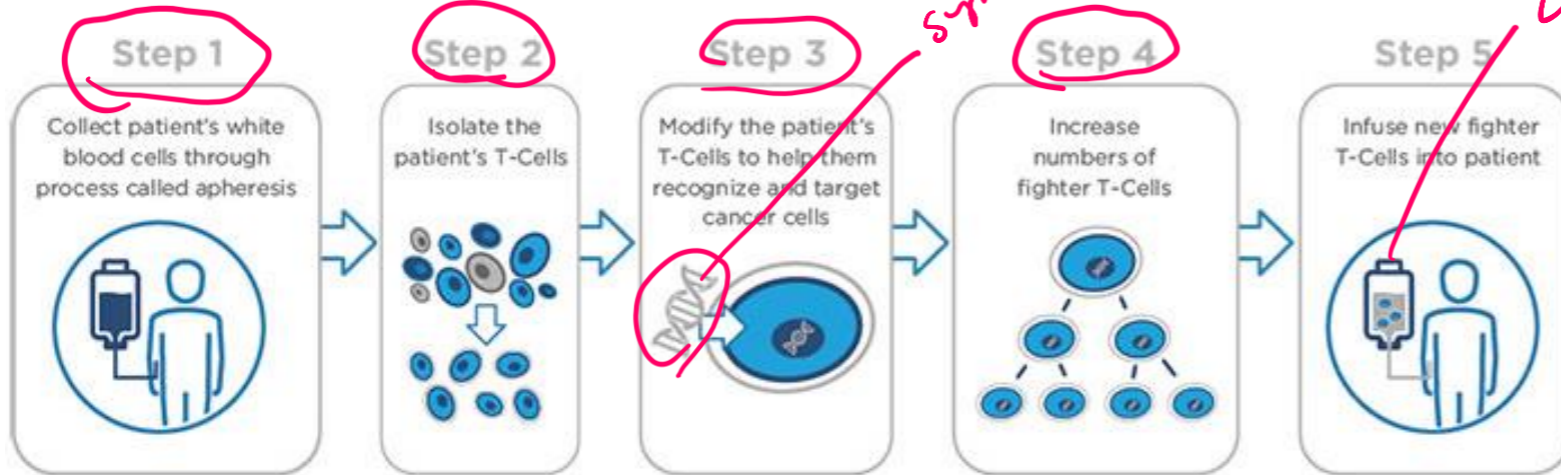 Step 1
Collect patient's white
blood cells through
process called apheresis
Step 2
Isolate the
patient's T-Cells
Step 3
Modify the patient's
T-Cells to help them
recognize and target
cancer cells
Step 4
Increase
numbers of
fighter T-Cells
Step 5
Infuse new fighter
T-Cells into patient